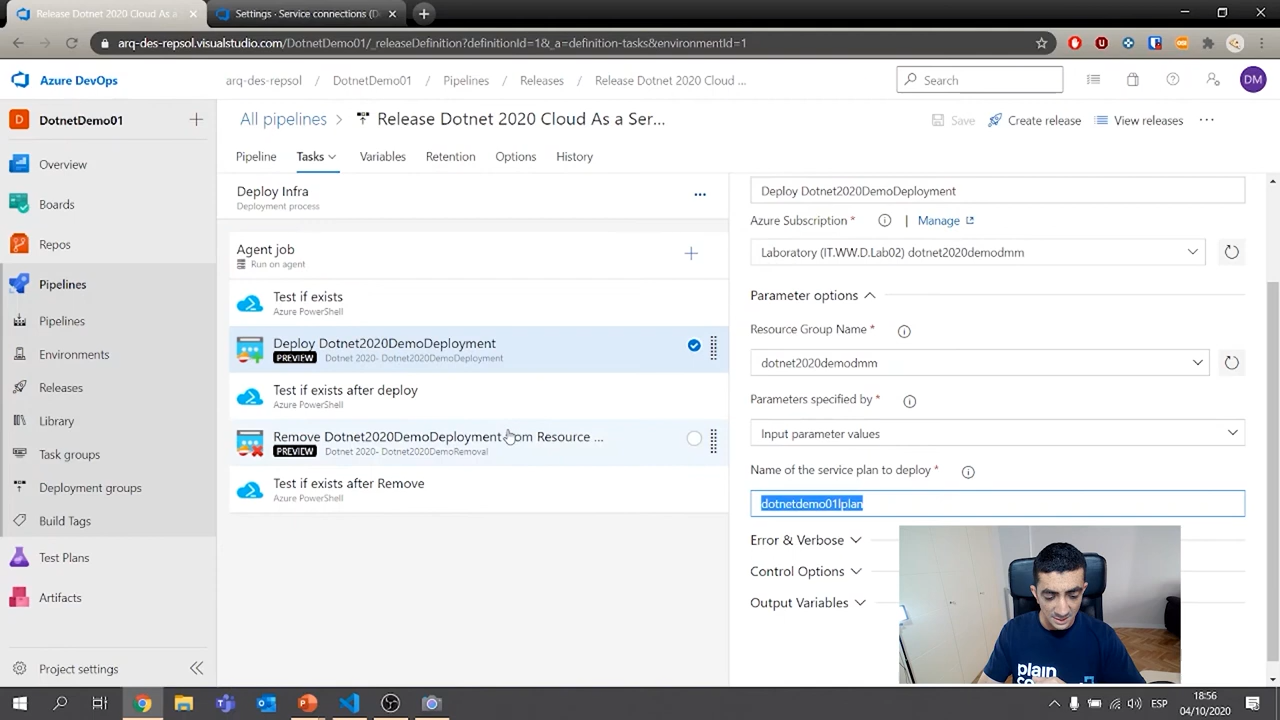 Release Dotnet 2020 Cloud As a
Settings · Service connections (D
arq-des-repsol.visualstudio.com/DotnetDemo01/_releaseDefinition?definitionId=1&_a=definition-tasks&environmentId=1
Azure DevOps
arq-des-repsol / DotnetDemo01 / Pipelines / Releases / Release Dotnet 2020 Cloud ...
Search
DM
D
DotnetDemo01
Overview
Boards
Repos
Pipelines
Pipelines
Environments
Releases
Library
Task groups
Deployment groups
Build Tags
Test Plans
Artifacts
Project settings
All pipelines > Release Dotnet 2020 Cloud As a Ser...
Save
Create release
View releases
Pipeline
Tasks
Variables
Retention
Options
History
Deploy Infra
Deployment process
Agent job
Run on agent
Test if exists
Azure PowerShell
Deploy Dotnet2020DemoDeployment
PREVIEW Dotnet 2020- Dotnet2020DemoDeployment
Test if exists after deploy
Azure PowerShell
Remove Dotnet2020DemoDeployment from Resource ...
PREVIEW Dotnet 2020- Dotnet2020DemoRemoval
Test if exists after Remove
Azure PowerShell
Deploy Dotnet2020DemoDeployment
Azure Subscription * | Manage
Laboratory (IT.WW.D.Lab02) dotnet2020demodmm
Parameter options
Resource Group Name *
dotnet2020demodmm
Parameters specified by *
Input parameter values
Name of the service plan to deploy *
dotnetdemo01lplan
Error & Verbose
Control Options
Output Variables
plain
ESP
18:56
04/10/2020